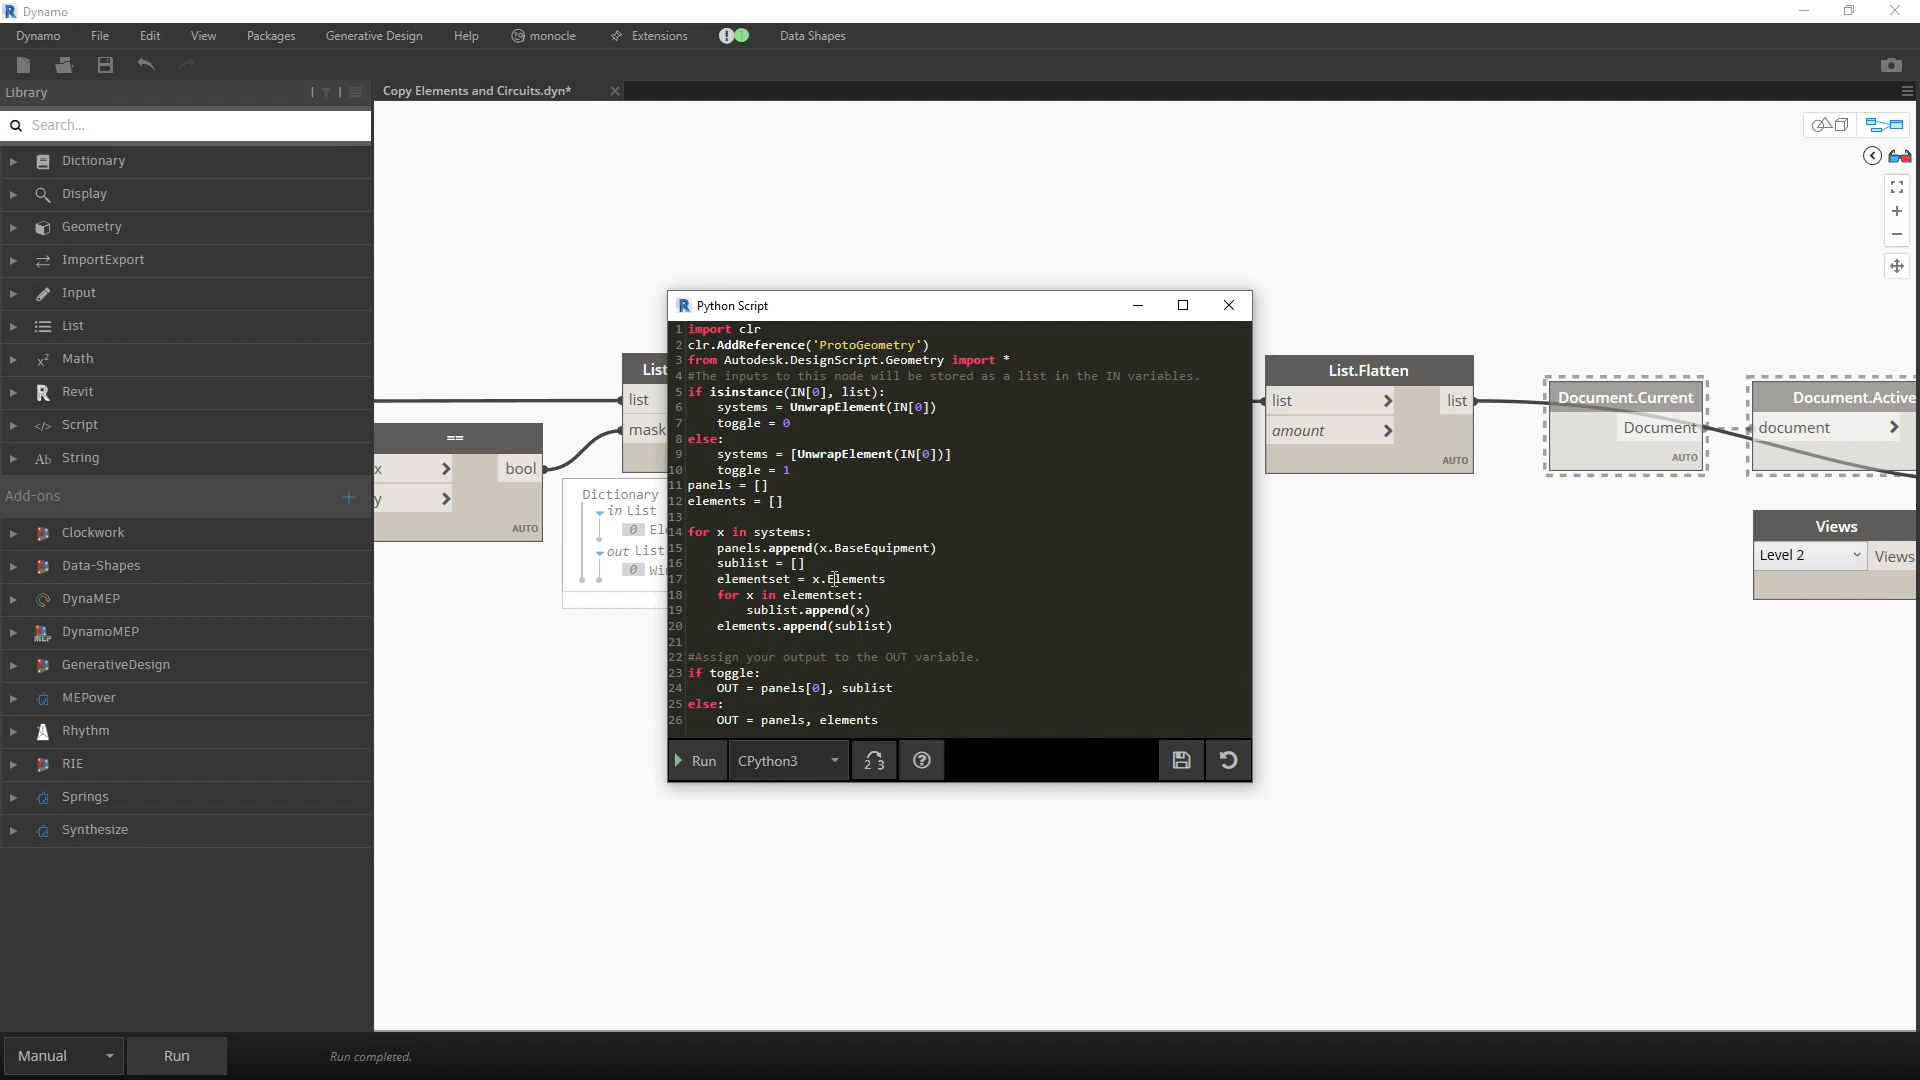 Dynamo
Dynamo File Edit View Packages Generative Design Help monocle Extensions ! 1 Data Shapes
Library
Copy Elements and Circuits.dyn*
Search...
Dictionary
Display
Geometry
ImportExport
Input
List
Math
Revit
Script
String
Add-ons
Clockwork
Data-Shapes
DynaMEP
DynamoMEP
GenerativeDesign
MEPover
Rhythm
RIE
Springs
Synthesize
==
x bool
y
AUTO
List
list
mask
Dictionary
in List
0 El
out List
0 Wi
Python Script
1 import clr
2 clr.AddReference('ProtoGeometry')
3 from Autodesk.DesignScript.Geometry import *
4 #The inputs to this node will be stored as a list in the IN variables.
5 if isinstance(IN[0], list):
6 systems = UnwrapElement(IN[0])
7 toggle = 0
8 else:
9 systems = [UnwrapElement(IN[0])]
10 toggle = 1
11 panels = []
12 elements = []
13
14 for x in systems:
15 panels.append(x.BaseEquipment)
16 sublist = []
17 elementset = x.Elements
18 for x in elementset:
19 sublist.append(x)
20 elements.append(sublist)
21
22 #Assign your output to the OUT variable.
23 if toggle:
24 OUT = panels[0], sublist
25 else:
26 OUT = panels, elements
Run CPython3 2 3 ?
List.Flatten
list list
amount
AUTO
Document.Current
Document
AUTO
Document.Active
document
Views
Level 2 Views
Manual Run Run completed.